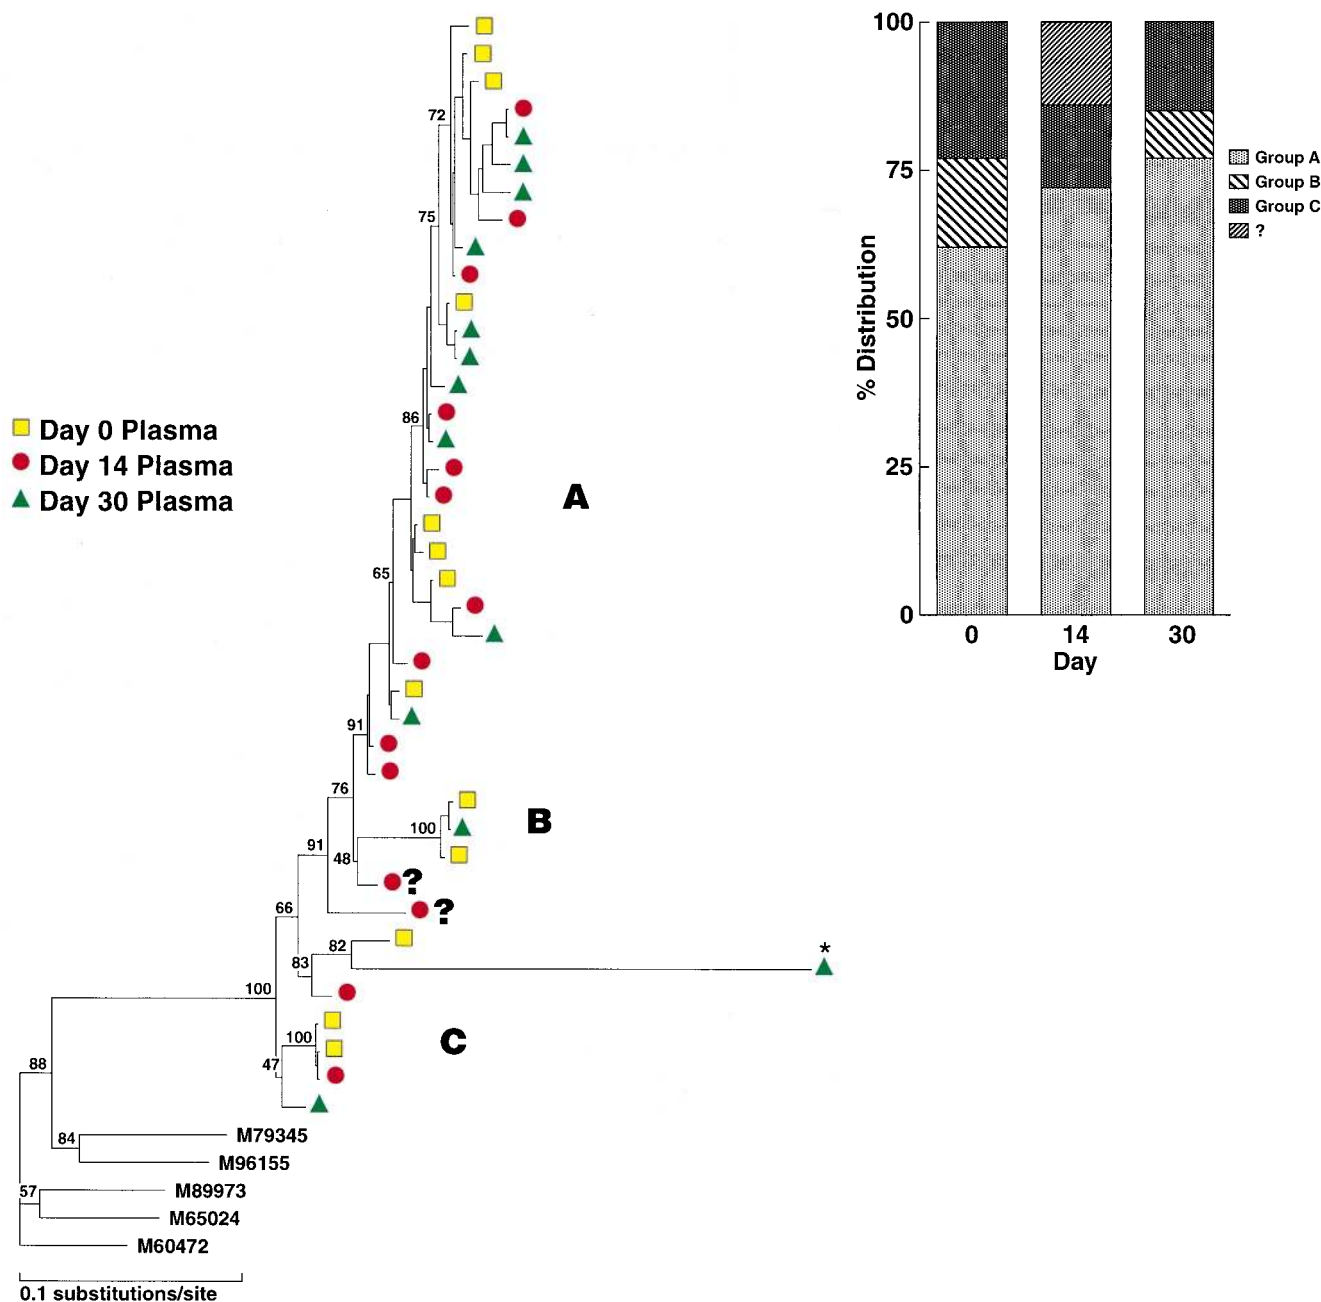 72
75
86
65
91
76
100
48
91
66
82
83
100
100
47
88
84
57
Day 0 Plasma
Day 14 Plasma
Day 30 Plasma
A
B
?
?
*
C
M79345
M96155
M89973
M65024
M60472
0.1 substitutions/site
% Distribution
100
75
50
25
0
0 14 30
Day
Group A
Group B
Group C
?